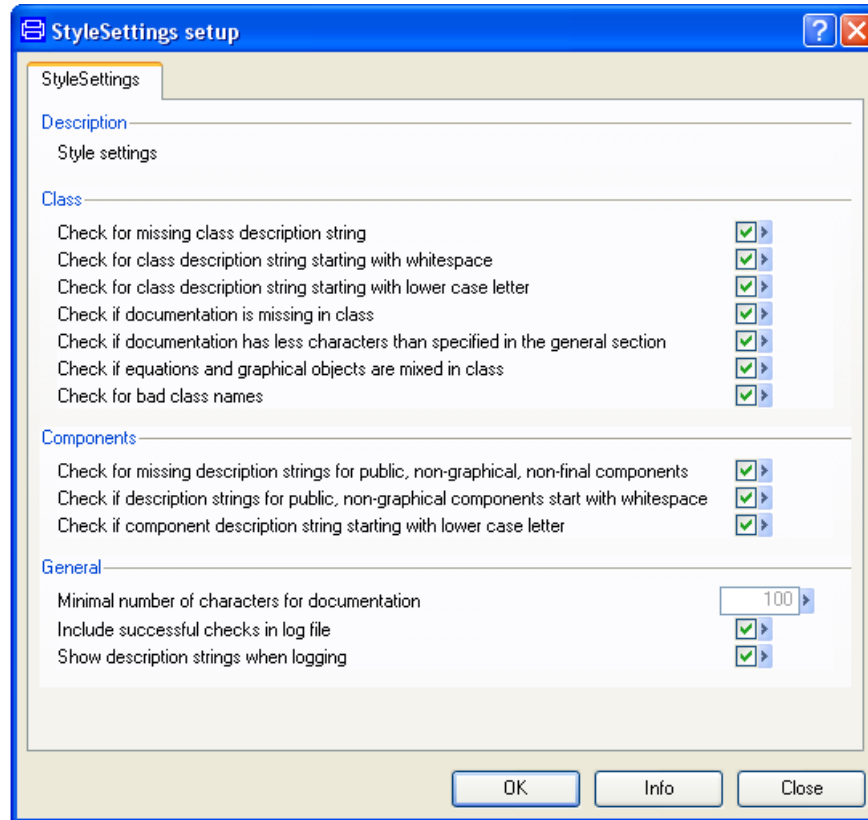 StyleSettings setup
StyleSettings
Description
Style settings
Class
Check for missing class description string
Check for class description string starting with whitespace
Check for class description string starting with lower case letter
Check if documentation is missing in class
Check if documentation has less characters than specified in the general section
Check if equations and graphical objects are mixed in class
Check for bad class names
Components
Check for missing description strings for public, non-graphical, non-final components
Check if description strings for public, non-graphical components start with whitespace
Check if component description string starting with lower case letter
General
Minimal number of characters for documentation 100
Include successful checks in log file
Show description strings when logging
OK Info Close